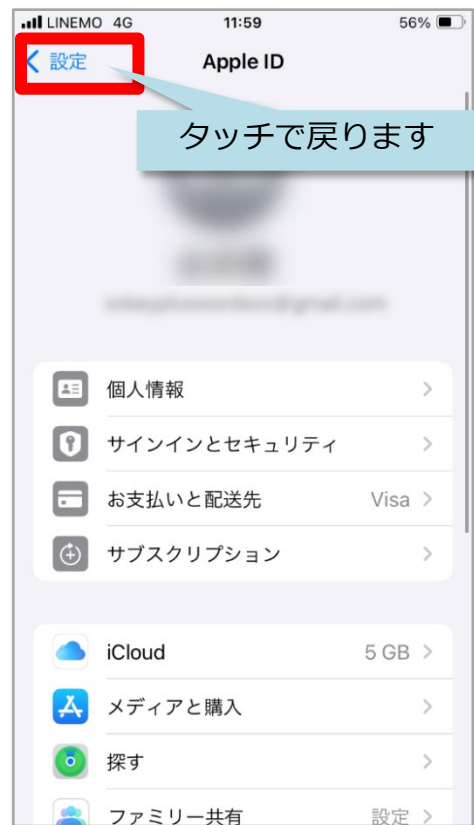 LINEMO 4G 11:59 56%
設定 Apple ID
タッチで戻ります
個人情報
サインインとセキュリティ
お支払いと配送先 Visa
サブスクリプション
iCloud 5 GB
メディアと購入
探す
ファミリー共有 設定